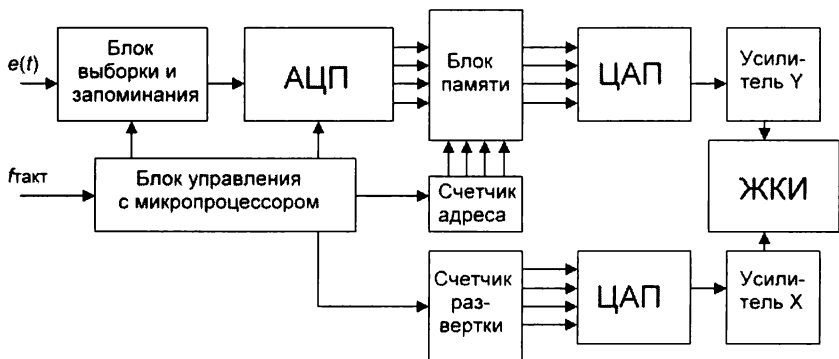 e(t)
Блок
выборки и
запоминания
АЦП
Блок
памяти
ЦАП
Усили-
тель Y
fтакт
Блок управления
с микропроцессором
Счетчик
адреса
ЖКИ
Счетчик
раз-
вертки
ЦАП
Усили-
тель X